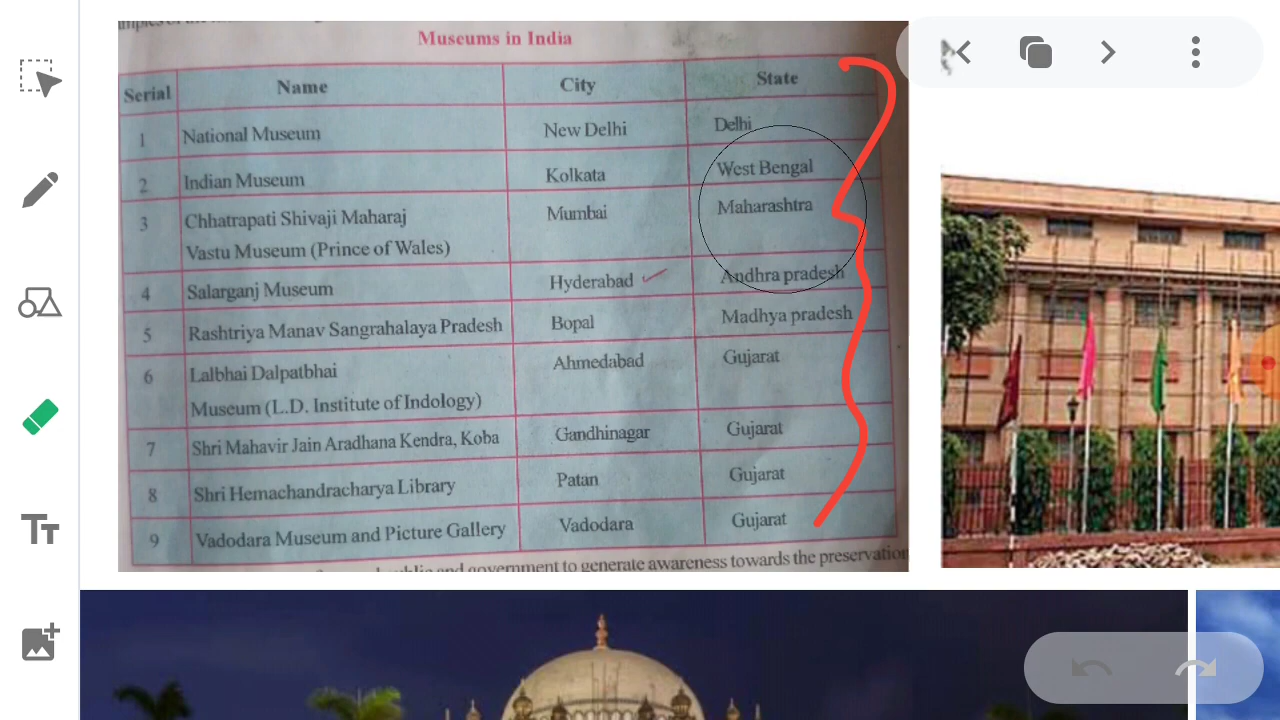 Museums in India
Serial Name City State
1 National Museum New Delhi Delhi
2 Indian Museum Kolkata West Bengal
3 Chhatrapati Shivaji Maharaj Mumbai Maharashtra
Vastu Museum (Prince of Wales)
4 Salarganj Museum Hyderabad Andhra pradesh
5 Rashtriya Manav Sangrahalaya Pradesh Bopal Madhya pradesh
6 Lalbhai Dalpatbhai Ahmedabad Gujarat
Museum (L.D. Institute of Indology)
7 Shri Mahavir Jain Aradhana Kendra, Koba Gandhinagar Gujarat
8 Shri Hemachandracharya Library Patan Gujarat
9 Vadodara Museum and Picture Gallery Vadodara Gujarat
and government to generate awareness towards the preservation
TT